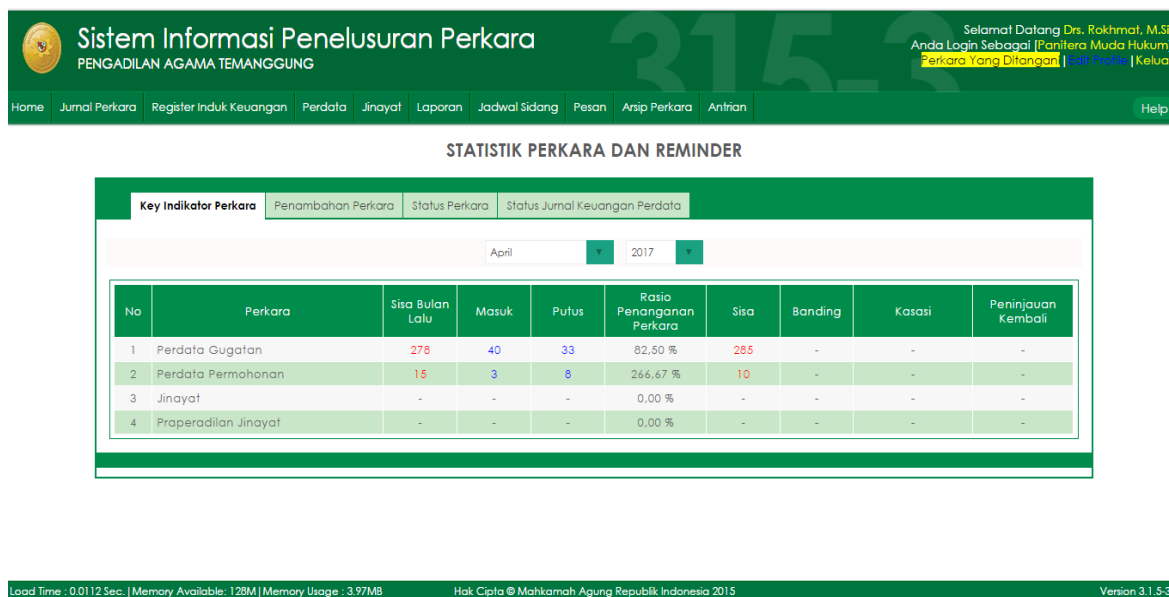 315-3
Sistem Informasi Penelusuran Perkara
PENGADILAN AGAMA TEMANGGUNG
Selamat Datang Drs. Rokhmat, M.Si
Anda Login Sebagai [Panitera Muda Hukum
Perkara Yang Ditangani | Edit Profile | Kelua
Home Jurnal Perkara Register Induk Keuangan Perdata Jinayat Laporan Jadwal Sidang Pesan Arsip Perkara Antrian Help
STATISTIK PERKARA DAN REMINDER
Key Indikator Perkara Penambahan Perkara Status Perkara Status Jurnal Keuangan Perdata
April 2017
No Perkara Sisa Bulan Lalu Masuk Putus Rasio Penanganan Perkara Sisa Banding Kasasi Peninjauan Kembali
1 Perdata Gugatan 278 40 33 82,50 % 285 - - -
2 Perdata Permohonan 15 3 8 266,67 % 10 - - -
3 Jinayat - - - 0,00 % - - - -
4 Praperadilan Jinayat - - - 0,00 % - - - -
Load Time : 0.0112 Sec. | Memory Available: 128M | Memory Usage : 3.97MB Hak Cipta © Mahkamah Agung Republik Indonesia 2015 Version 3.1.5-3